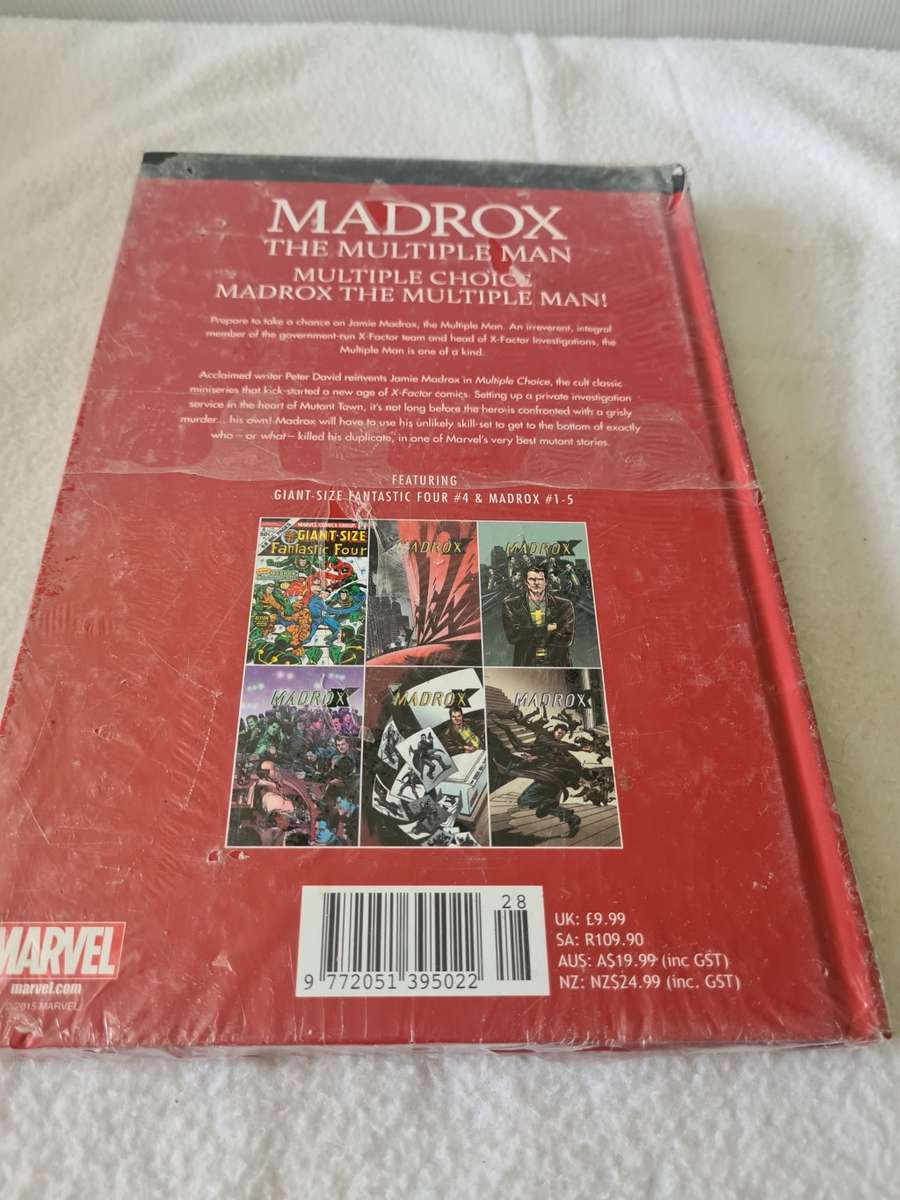 MADROX
THE MULTIPLE MAN
MULTIPLE CHOICE
MADROX THE MULTIPLE MAN!
Prepare to take a chance on Jamie Madrox, the Multiple Man. An irreverent, integral
member of the government-run X-Factor team and head of X-Factor Investigations, the
Multiple Man is one of a kind.
Acclaimed writer Peter David reinvents Jamie Madrox in Multiple Choice, the cult classic
miniseries that kick-started a new age of X-Factor comics. Setting up a private investigation
service in the heart of Mutant Town, it's not long before the hero is confronted with a grisly
murder... his own! Madrox will have to use his unlikely skill-set to get to the bottom of exactly
who – or what – killed his duplicate, in one of Marvel's very best mutant stories.
FEATURING
GIANT-SIZE FANTASTIC FOUR #4 & MADROX #1-5
MARVEL COMICS GROUP
GIANT-SIZE
Fantastic Four
MADROX
MADROX
MADROX
MADROX
MADROX
28
9 772051 395022
UK: £9.99
SA: R109.90
AUS: A$19.99 (inc GST)
NZ: NZ$24.99 (inc. GST)
MARVEL
marvel.com
© 2015 MARVEL